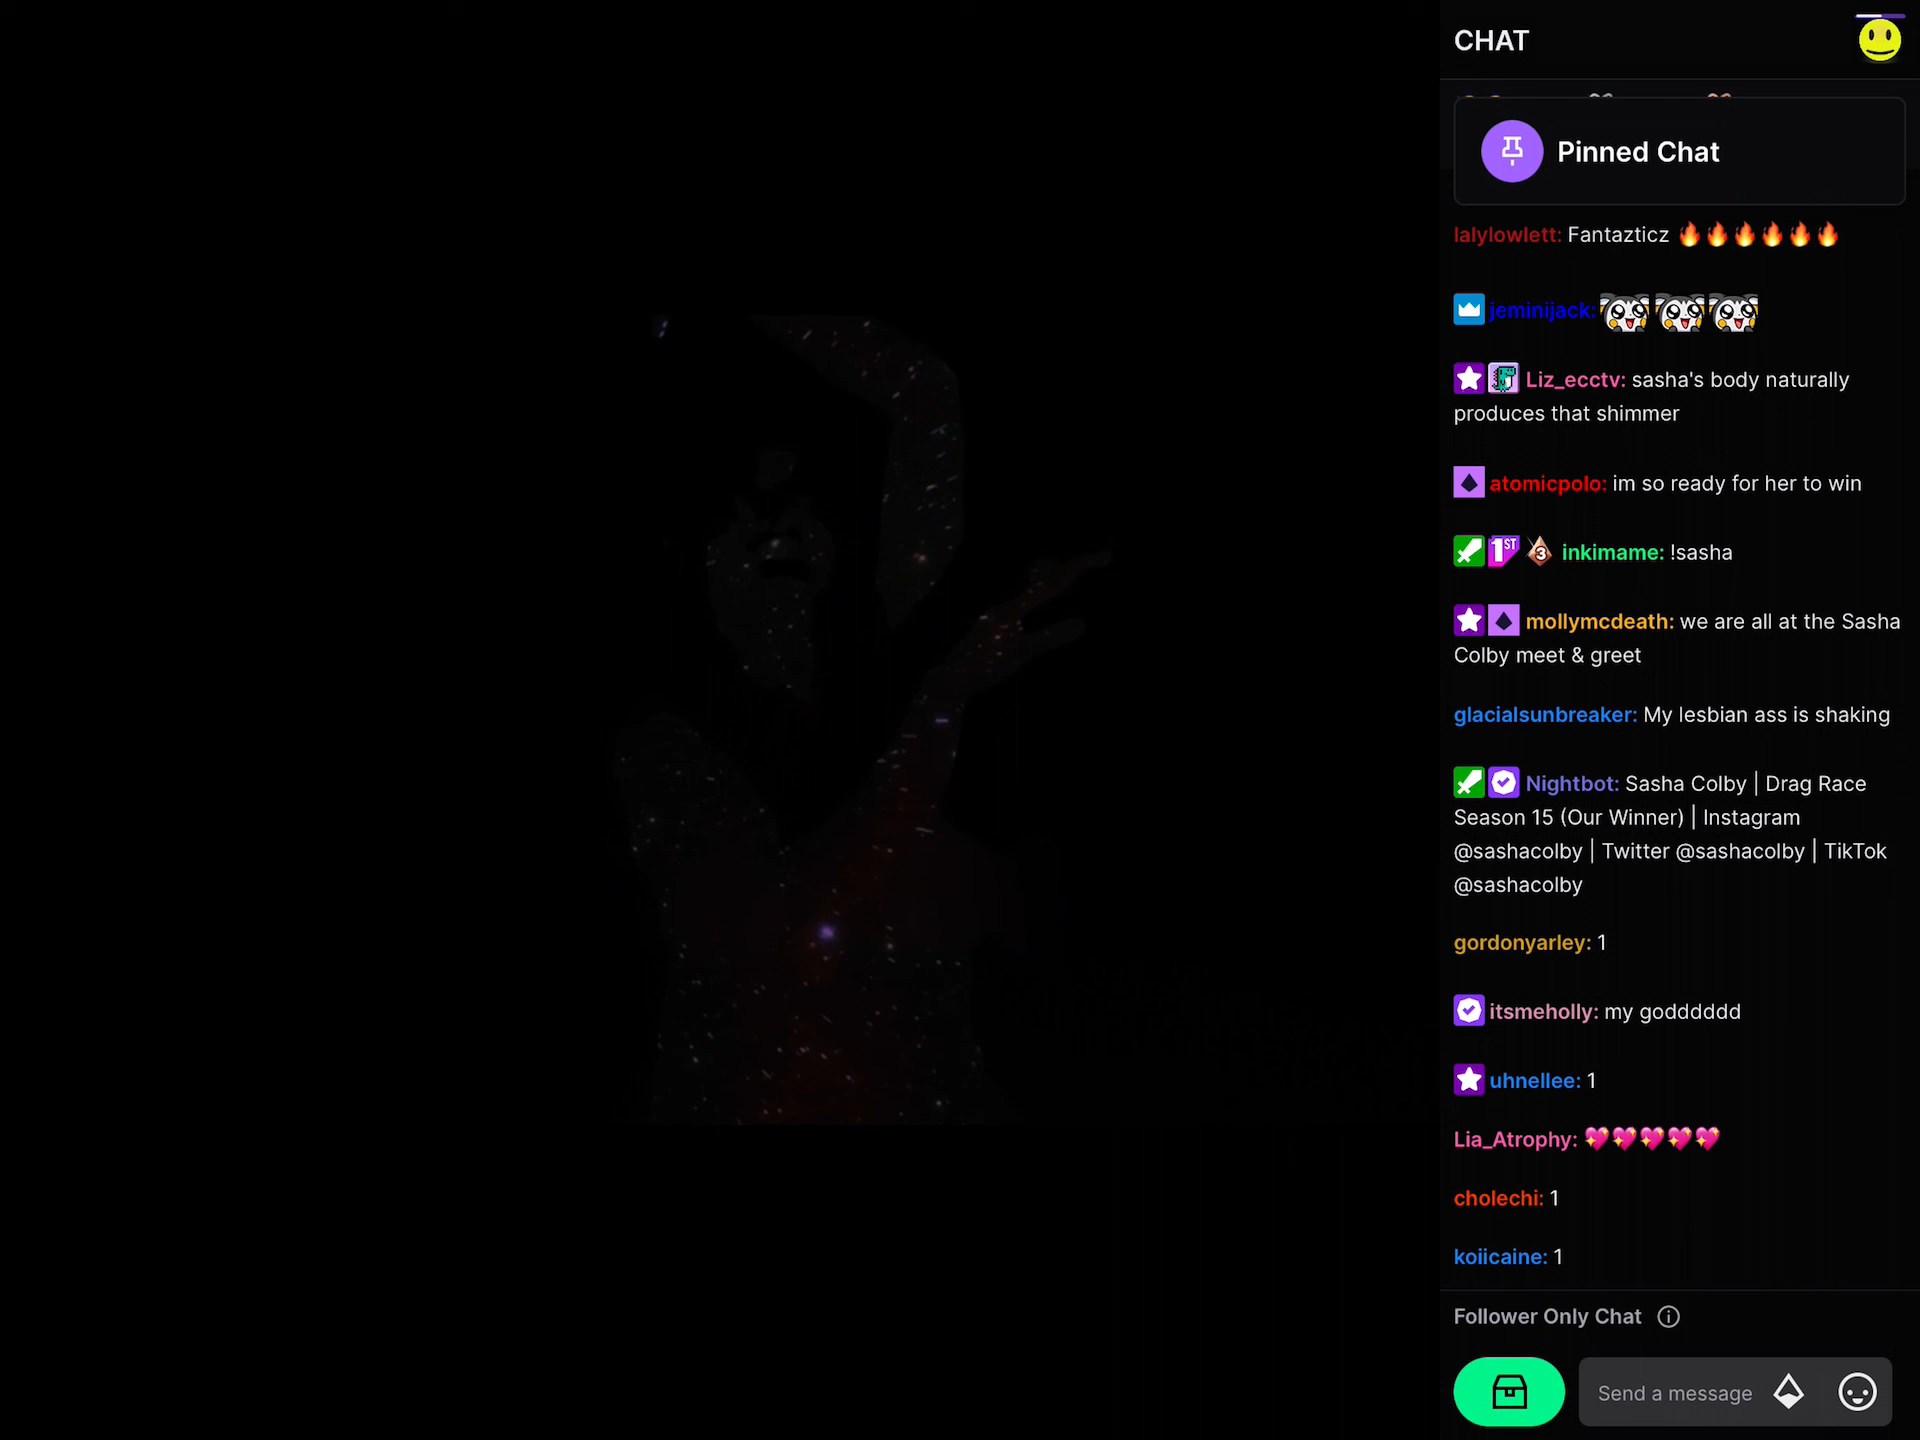 CHAT
Pinned Chat
lalylowlett: Fantazticz 🔥🔥🔥🔥🔥🔥
jeminijack:
Liz_ecctv: sasha's body naturally
produces that shimmer
atomicpolo: im so ready for her to win
1ST 3 inkimame: !sasha
mollymcdeath: we are all at the Sasha
Colby meet & greet
glacialsunbreaker: My lesbian ass is shaking
Nightbot: Sasha Colby | Drag Race
Season 15 (Our Winner) | Instagram
@sashacolby | Twitter @sashacolby | TikTok
@sashacolby
gordonyarley: 1
itsmeholly: my godddddd
uhnellee: 1
Lia_Atrophy: 💖💖💖💖💖
cholechi: 1
koiicaine: 1
Follower Only Chat
Send a message